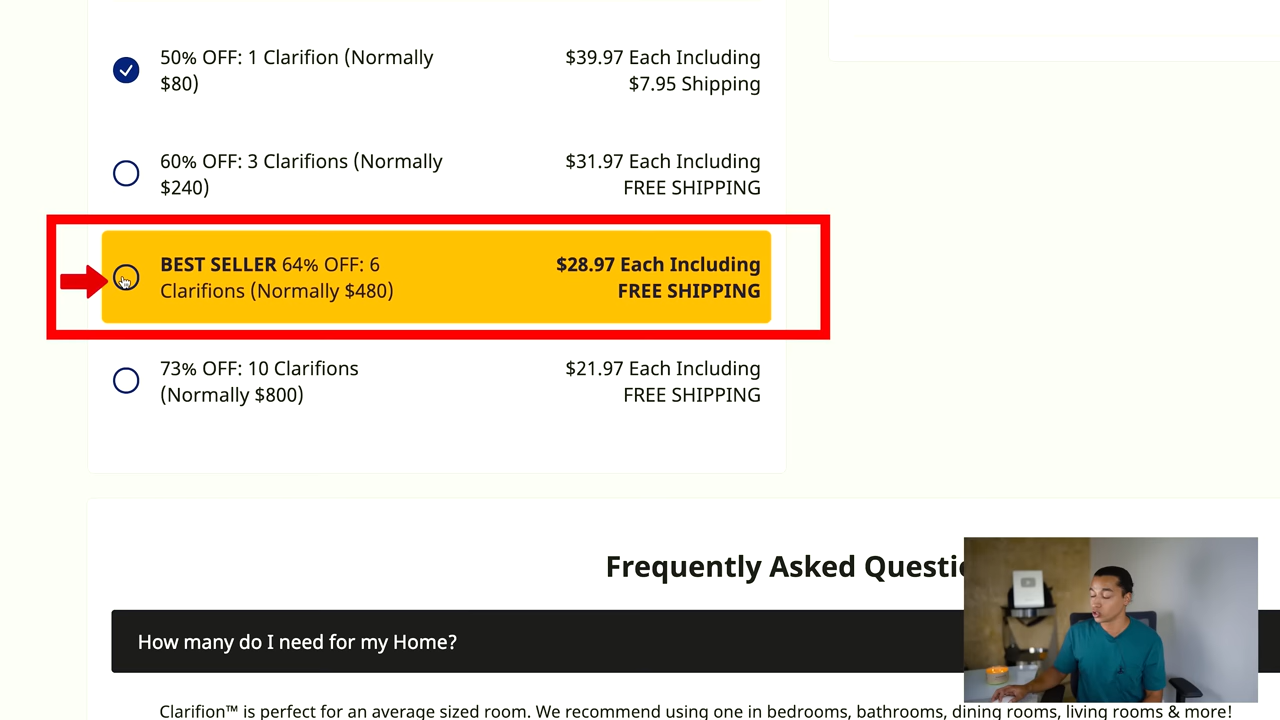 50% OFF: 1 Clarifion (Normally
$80)
$39.97 Each Including
$7.95 Shipping
60% OFF: 3 Clarifions (Normally
$240)
$31.97 Each Including
FREE SHIPPING
BEST SELLER 64% OFF: 6
Clarifions (Normally $480)
$28.97 Each Including
FREE SHIPPING
73% OFF: 10 Clarifions
(Normally $800)
$21.97 Each Including
FREE SHIPPING
Frequently Asked Questio
How many do I need for my Home?
Clarifion™ is perfect for an average sized room. We recommend using one in bedrooms, bathrooms, dining rooms, living rooms & more!